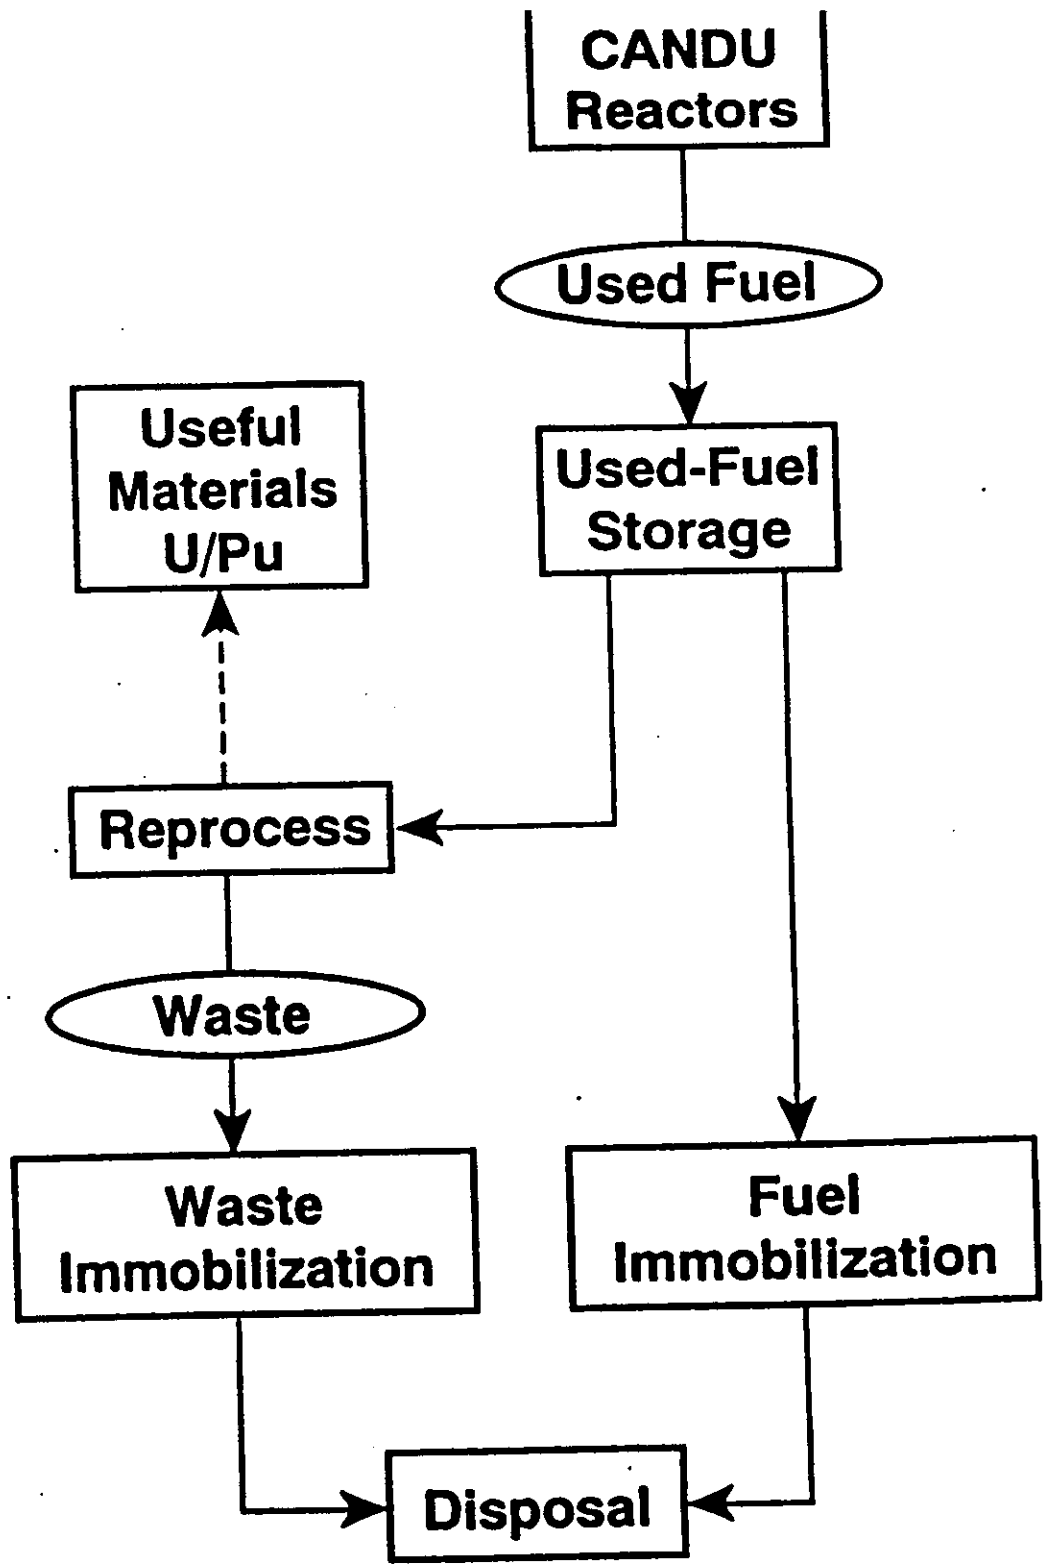 CANDU
Reactors
Used Fuel
Used-Fuel
Storage
Useful
Materials
U/Pu
Reprocess
Waste
Waste
Immobilization
Fuel
Immobilization
Disposal